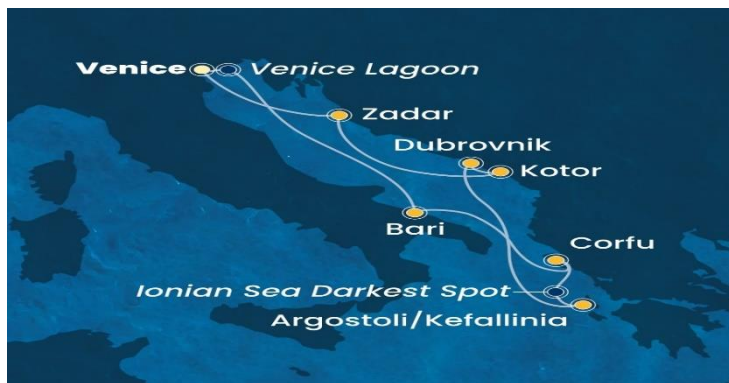 Venice
Venice Lagoon
Zadar
Dubrovnik
Kotor
Bari
Corfu
Ionian Sea Darkest Spot
Argostoli/Kefallinia